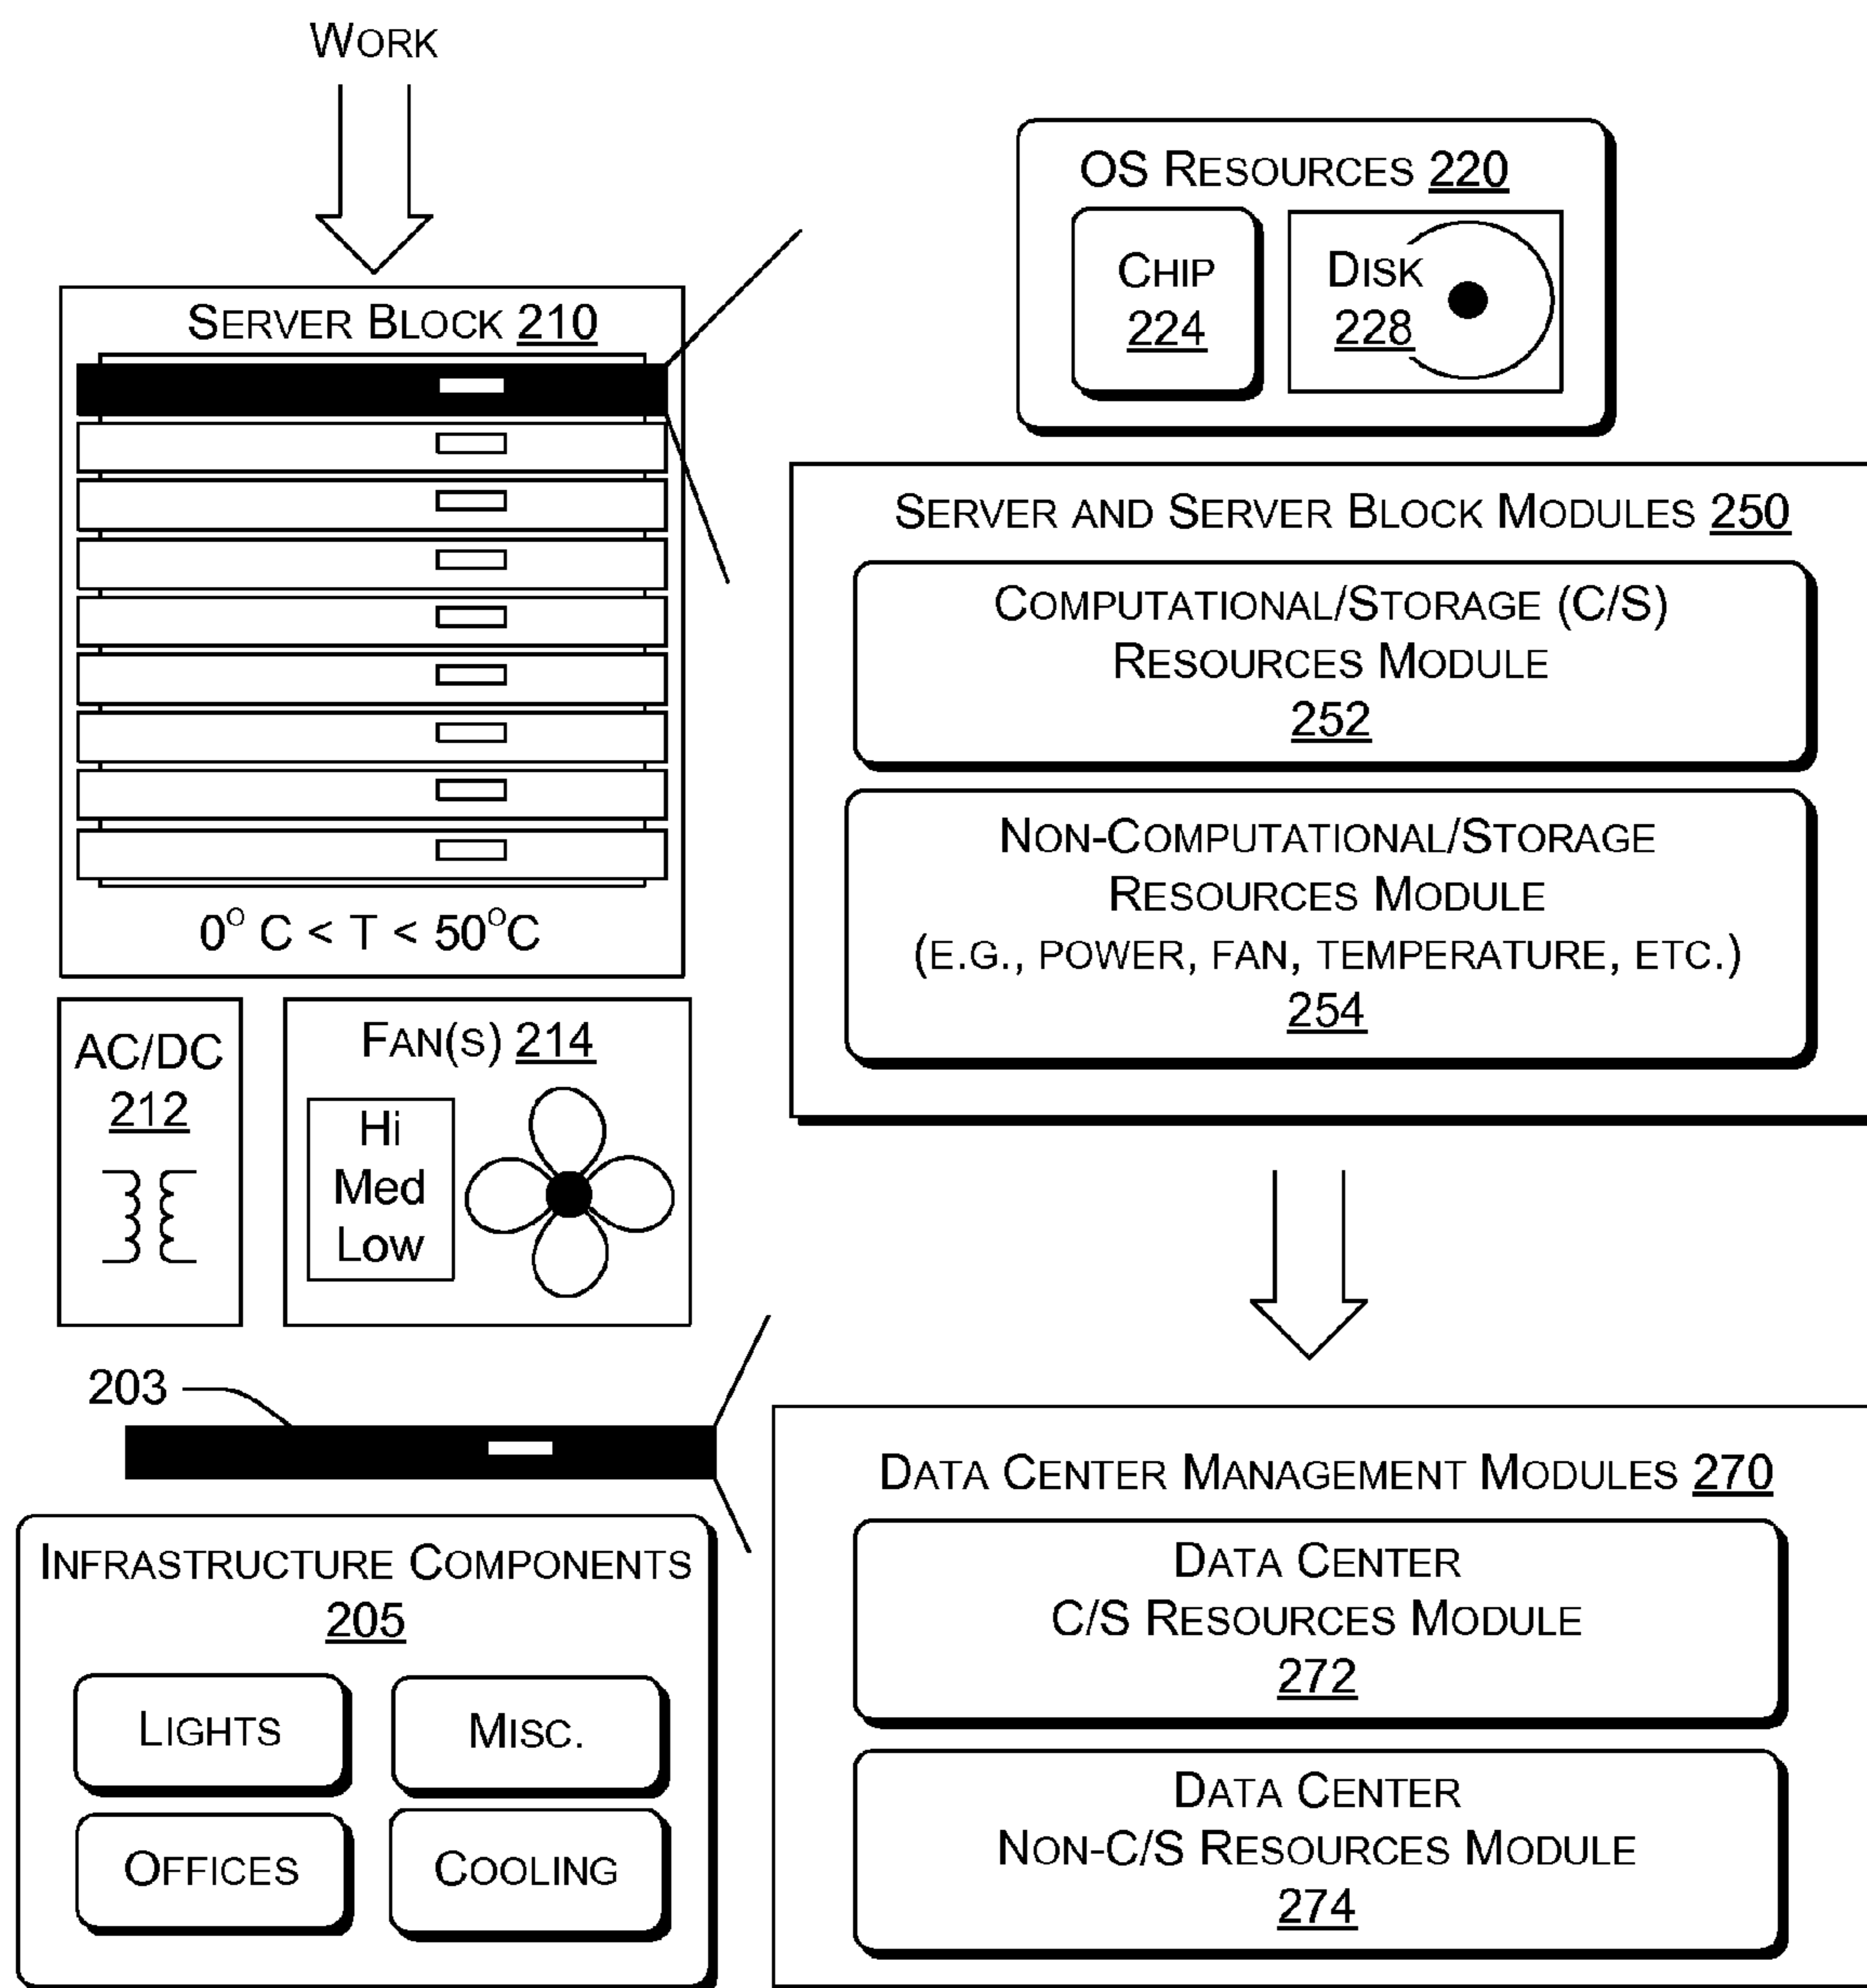 WORK
SERVER BLOCK 210
0° C < T < 50°C
AC/DC
212
FAN(S) 214
Hi
Med
Low
203
INFRASTRUCTURE COMPONENTS
205
LIGHTS
MISC.
OFFICES
COOLING
OS RESOURCES 220
CHIP
224
DISK
228
SERVER AND SERVER BLOCK MODULES 250
COMPUTATIONAL/STORAGE (C/S)
RESOURCES MODULE
252
NON-COMPUTATIONAL/STORAGE
RESOURCES MODULE
(E.G., POWER, FAN, TEMPERATURE, ETC.)
254
DATA CENTER MANAGEMENT MODULES 270
DATA CENTER
C/S RESOURCES MODULE
272
DATA CENTER
NON-C/S RESOURCES MODULE
274